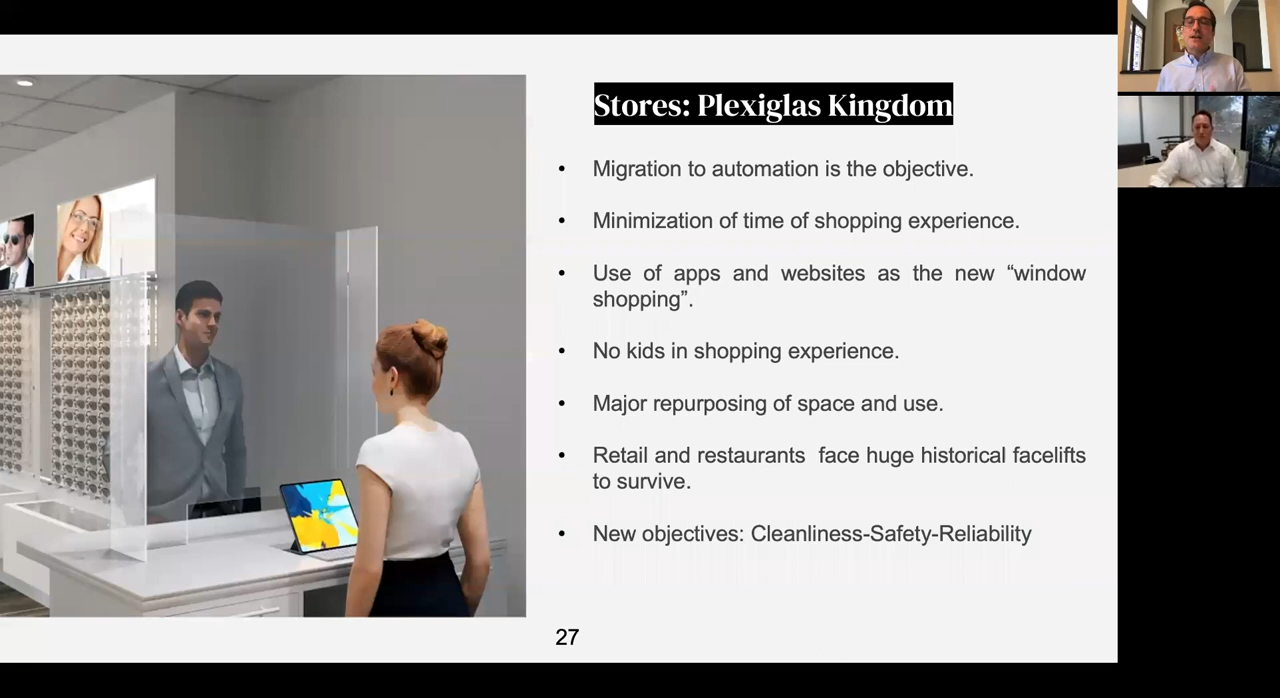 Stores: Plexiglas Kingdom
• Migration to automation is the objective.
• Minimization of time of shopping experience.
• Use of apps and websites as the new “window
shopping”.
• No kids in shopping experience.
• Major repurposing of space and use.
• Retail and restaurants  face huge historical facelifts
to survive.
• New objectives: Cleanliness-Safety-Reliability
27